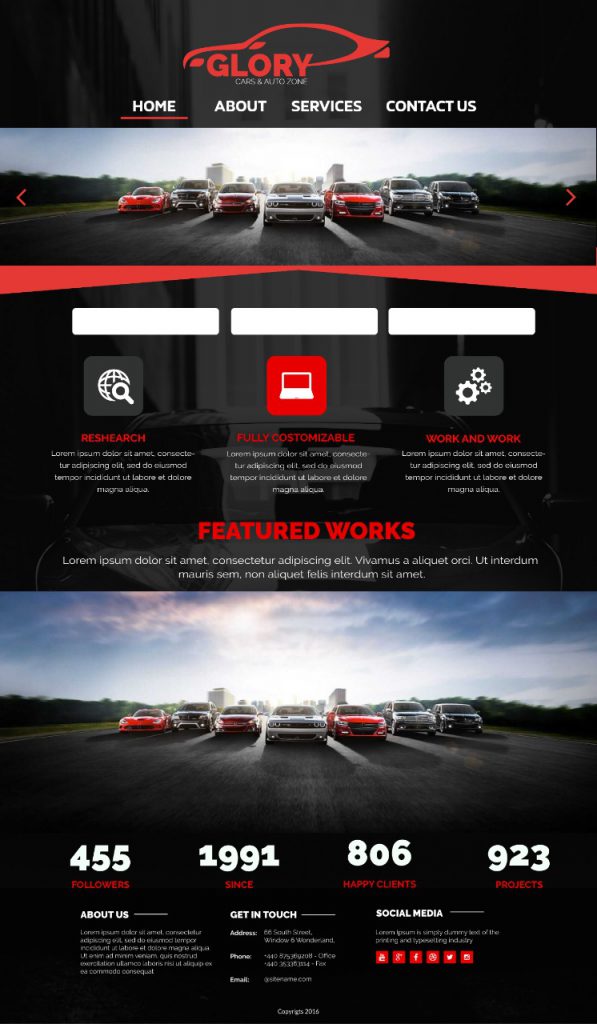 GLORY
CARS & AUTO ZONE
HOME ABOUT SERVICES CONTACT US
RESHEARCH
Lorem ipsum dolor sit amet, consecte-
tur adipiscing elit, sed do eiusmod
tempor incididunt ut labore et dolore
magna aliqua.
FULLY COSTOMIZABLE
Lorem ipsum dolor sit amet, consecte-
tur adipiscing elit, sed do eiusmod
tempor incididunt ut labore et dolore
magna aliqua.
WORK AND WORK
Lorem ipsum dolor sit amet, consecte-
tur adipiscing elit, sed do eiusmod
tempor incididunt ut labore et dolore
magna aliqua.
FEATURED WORKS
Lorem ipsum dolor sit amet, consectetur adipiscing elit. Vivamus a aliquet orci. Ut interdum
mauris sem, non aliquet felis interdum sit amet.
455
FOLLOWERS
1991
SINCE
806
HAPPY CLIENTS
923
PROJECTS
ABOUT US
Lorem ipsum dolor sit amet, consectetur
adipisicing elit, sed do eiusmod tempor
incididunt ut labore et dolore magna aliqua.
Ut enim ad minim veniam, quis nostrud
exercitation ullamco laboris nisi ut aliquip ex
ea commodo consequat
GET IN TOUCH
Address: 66 South Street,
Window 6 Wonderland,
Phone: +440 875369208 - Office
+440 353363114 - Fax
Email: @sitename.com
SOCIAL MEDIA
Lorem Ipsum is simply dummy text of the
printing and typesetting industry
Copyrigts 2016